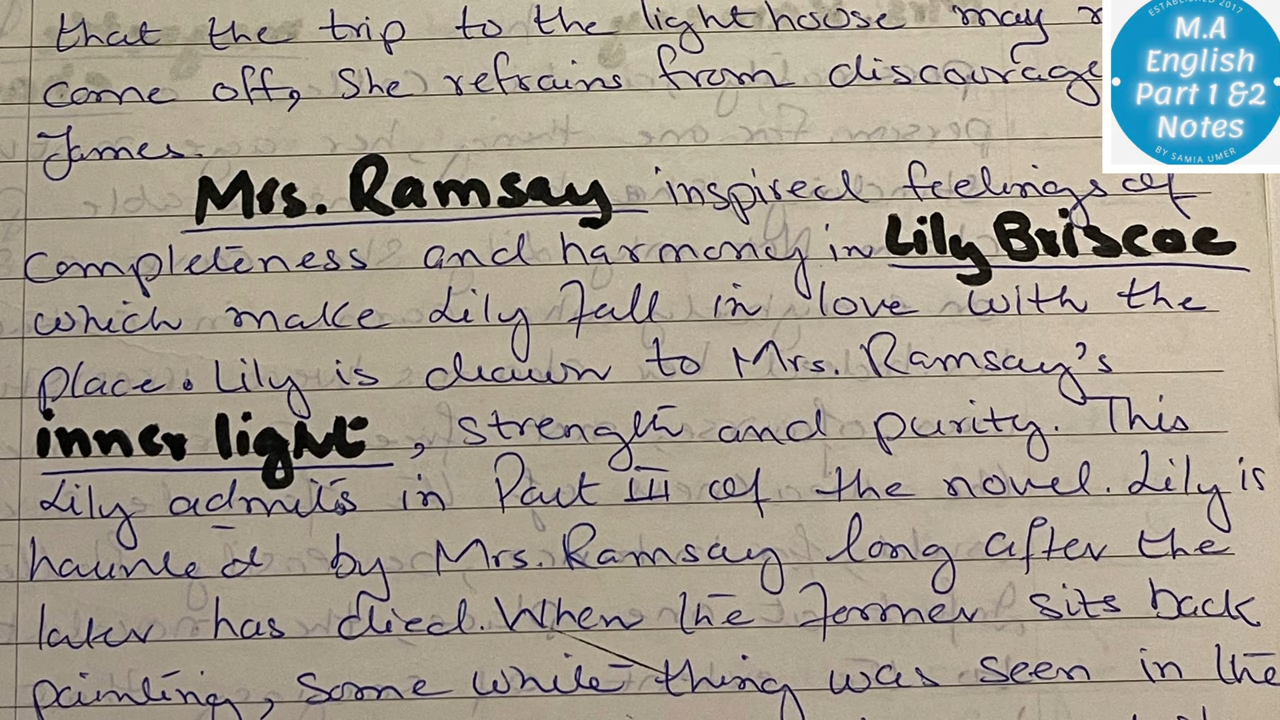 that the trip to the lighthouse may
come off, She refrains from discourage
James.
Mrs. Ramsay inspired feelings of
completeness and harmony in Lily Briscoe
which make Lily fall in love with the
place. Lily is drawn to Mrs. Ramsay's
inner light, strength and purity. This
Lily admits in Part III of the novel. Lily is
haunted by Mrs. Ramsay long after the
later has died. When the former sits back
painting, Some while thing was seen in the
ESTABLISHED 2017
M.A
English
Part 1 &2
Notes
BY SAMIA UMER